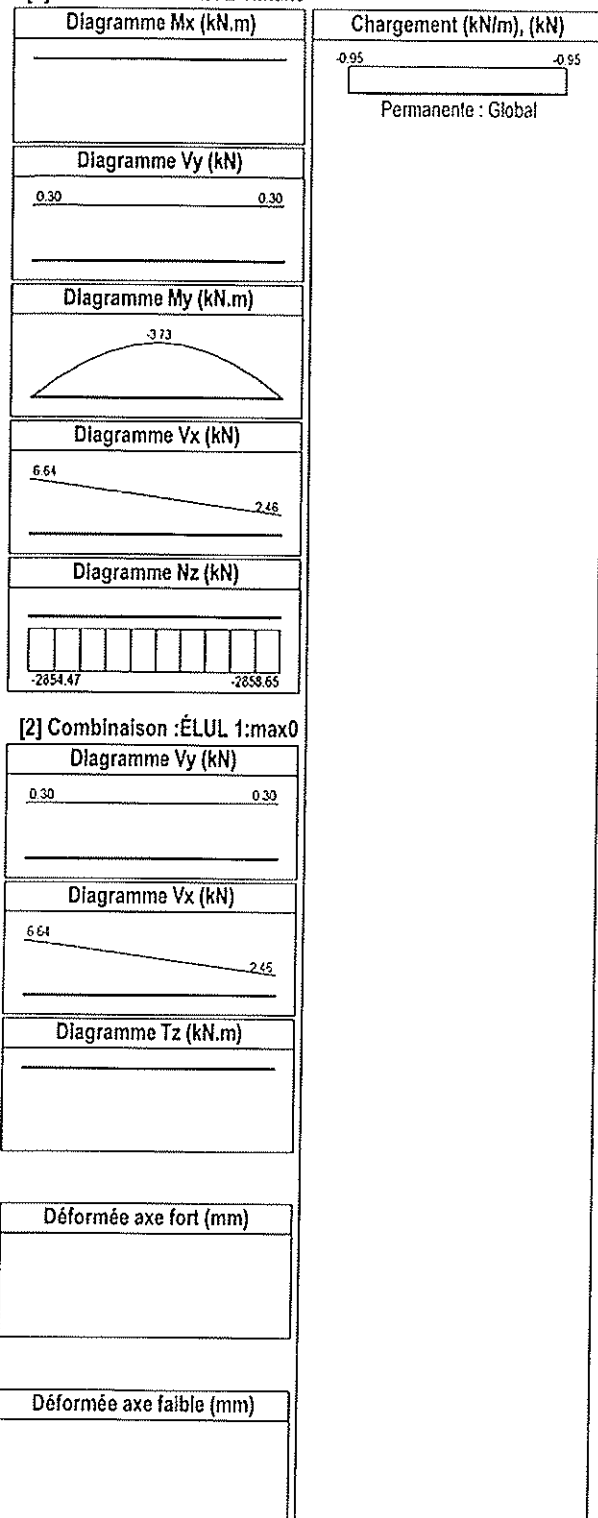 Diagramme Mx (kN.m)
Chargement (kN/m), (kN)
-0.95 -0.95
Permanente : Global
Diagramme Vy (kN)
0.30 0.30
Diagramme My (kN.m)
-3.73
Diagramme Vx (kN)
6.64
2.46
Diagramme Nz (kN)
-2854.47 -2858.65
[2] Combinaison :ÉLUL 1:max0
Diagramme Vy (kN)
0.30 0.30
Diagramme Vx (kN)
6.64
Diagramme Tz (kN.m)
Déformée axe fort (mm)
Déformée axe faible (mm)